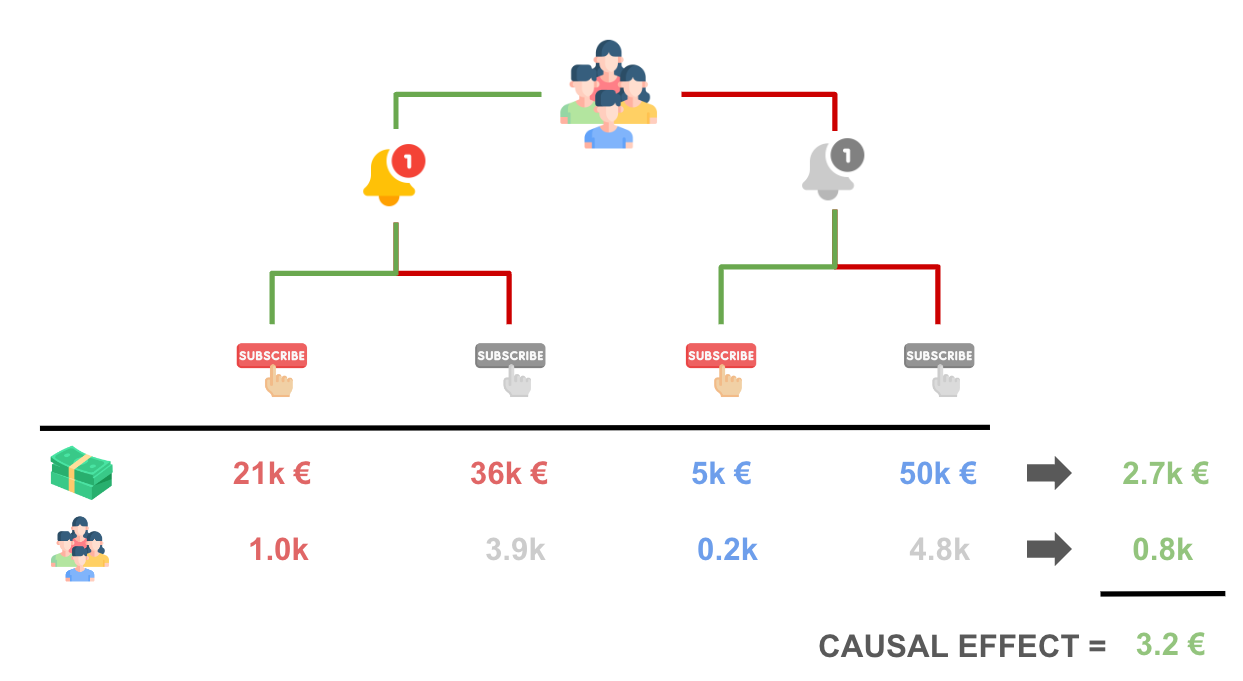 1
1
SUBSCRIBE SUBSCRIBE SUBSCRIBE SUBSCRIBE
21k € 36k € 5k € 50k € 2.7k €
1.0k 3.9k 0.2k 4.8k 0.8k
CAUSAL EFFECT = 3.2 €